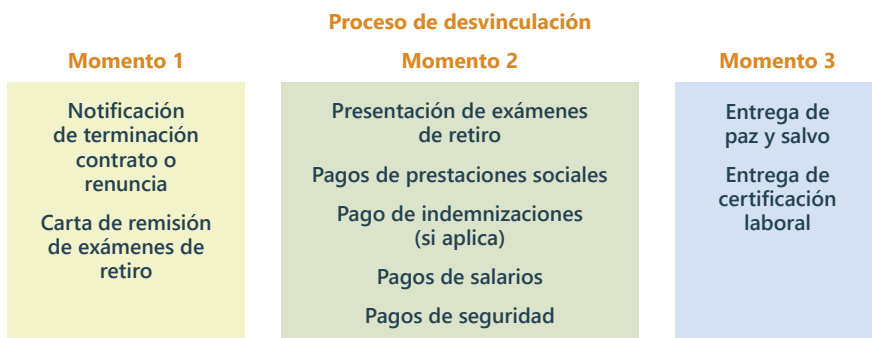 Proceso de desvinculación
Momento 1
Notificación
de terminación
contrato o
renuncia
Carta de remisión
de exámenes de
retiro
Momento 2
Presentación de exámenes
de retiro
Pagos de prestaciones sociales
Pago de indemnizaciones
(si aplica)
Pagos de salarios
Pagos de seguridad
Momento 3
Entrega de
paz y salvo
Entrega de
certificación
laboral